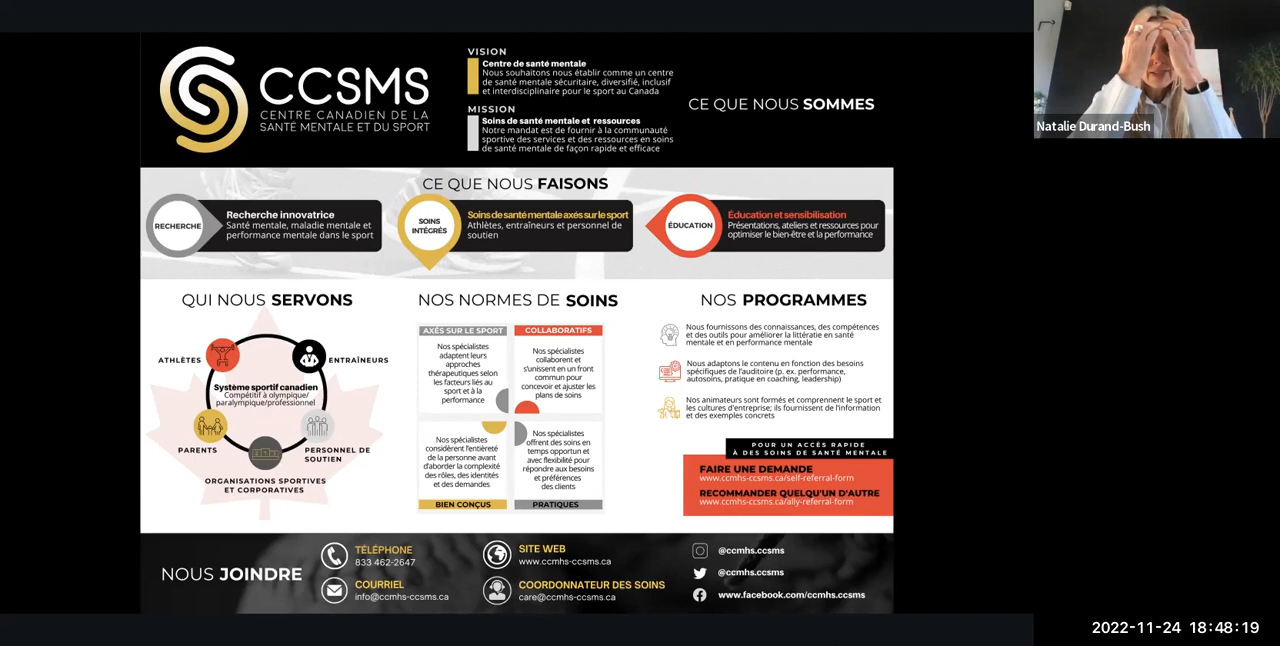 CCSMS
CENTRE CANADIEN DE LA
SANTÉ MENTALE ET DU SPORT
VISION
Centre de santé mentale
Nous souhaitons nous établir comme un centre
de santé mentale sécuritaire, diversifié, inclusif
et interdisciplinaire pour le sport au Canada
MISSION
Soins de santé mentale et ressources
Notre mandat est de fournir à la communauté
sportive des services et des ressources en soins
de santé mentale de façon rapide et efficace
CE QUE NOUS SOMMES
Natalie Durand-Bush
CE QUE NOUS FAISONS
RECHERCHE
Recherche innovatrice
Santé mentale, maladie mentale et
performance mentale dans le sport
SOINS
INTÉGRÉS
Soins de santé mentale axés sur le sport
Athlètes, entraîneurs et personnel de
soutien
ÉDUCATION
Éducation et sensibilisation
Présentations, ateliers et ressources pour
optimiser le bien-être et la performance
QUI NOUS SERVONS
ATHLÈTES
ENTRAÎNEURS
Système sportif canadien
Compétitif à olympique/
paralympique/professionnel
PARENTS
PERSONNEL DE
SOUTIEN
ORGANISATIONS SPORTIVES
ET CORPORATIVES
NOS NORMES DE SOINS
AXÉS SUR LE SPORT
Nos spécialistes
adaptent leurs
approches
thérapeutiques selon
les facteurs liés au
sport et à la
performance
COLLABORATIFS
Nos spécialistes
collaborent et
s'unissent en un front
commun pour
concevoir et ajuster les
plans de soins
Nos spécialistes
considèrent l'entièreté
de la personne avant
d'aborder la complexité
des rôles, des identités
et des demandes
BIEN CONÇUS
Nos spécialistes
offrent des soins en
temps opportun et
avec flexibilité pour
répondre aux besoins
et préférences
des clients
PRATIQUES
NOS PROGRAMMES
Nous fournissons des connaissances, des compétences
et des outils pour améliorer la littératie en santé
mentale et en performance mentale
Nous adaptons le contenu en fonction des besoins
spécifiques de l'auditoire (p. ex. performance,
autosoins, pratique en coaching, leadership)
Nos animateurs sont formés et comprennent le sport et
les cultures d'entreprise; ils fournissent de l'information
et des exemples concrets
POUR UN ACCÈS RAPIDE
À DES SOINS DE SANTÉ MENTALE
FAIRE UNE DEMANDE
www.ccmhs-ccsms.ca/self-referral-form
RECOMMANDER QUELQU'UN D'AUTRE
www.ccmhs-ccsms.ca/ally-referral-form
NOUS JOINDRE
TÉLÉPHONE
833 462-2647
COURRIEL
info@ccmhs-ccsms.ca
SITE WEB
www.ccmhs-ccsms.ca
COORDONNATEUR DES SOINS
care@ccmhs-ccsms.ca
@ccmhs.ccsms
@ccmhs.ccsms
www.facebook.com/ccmhs.ccsms
2022-11-24 18:48:19